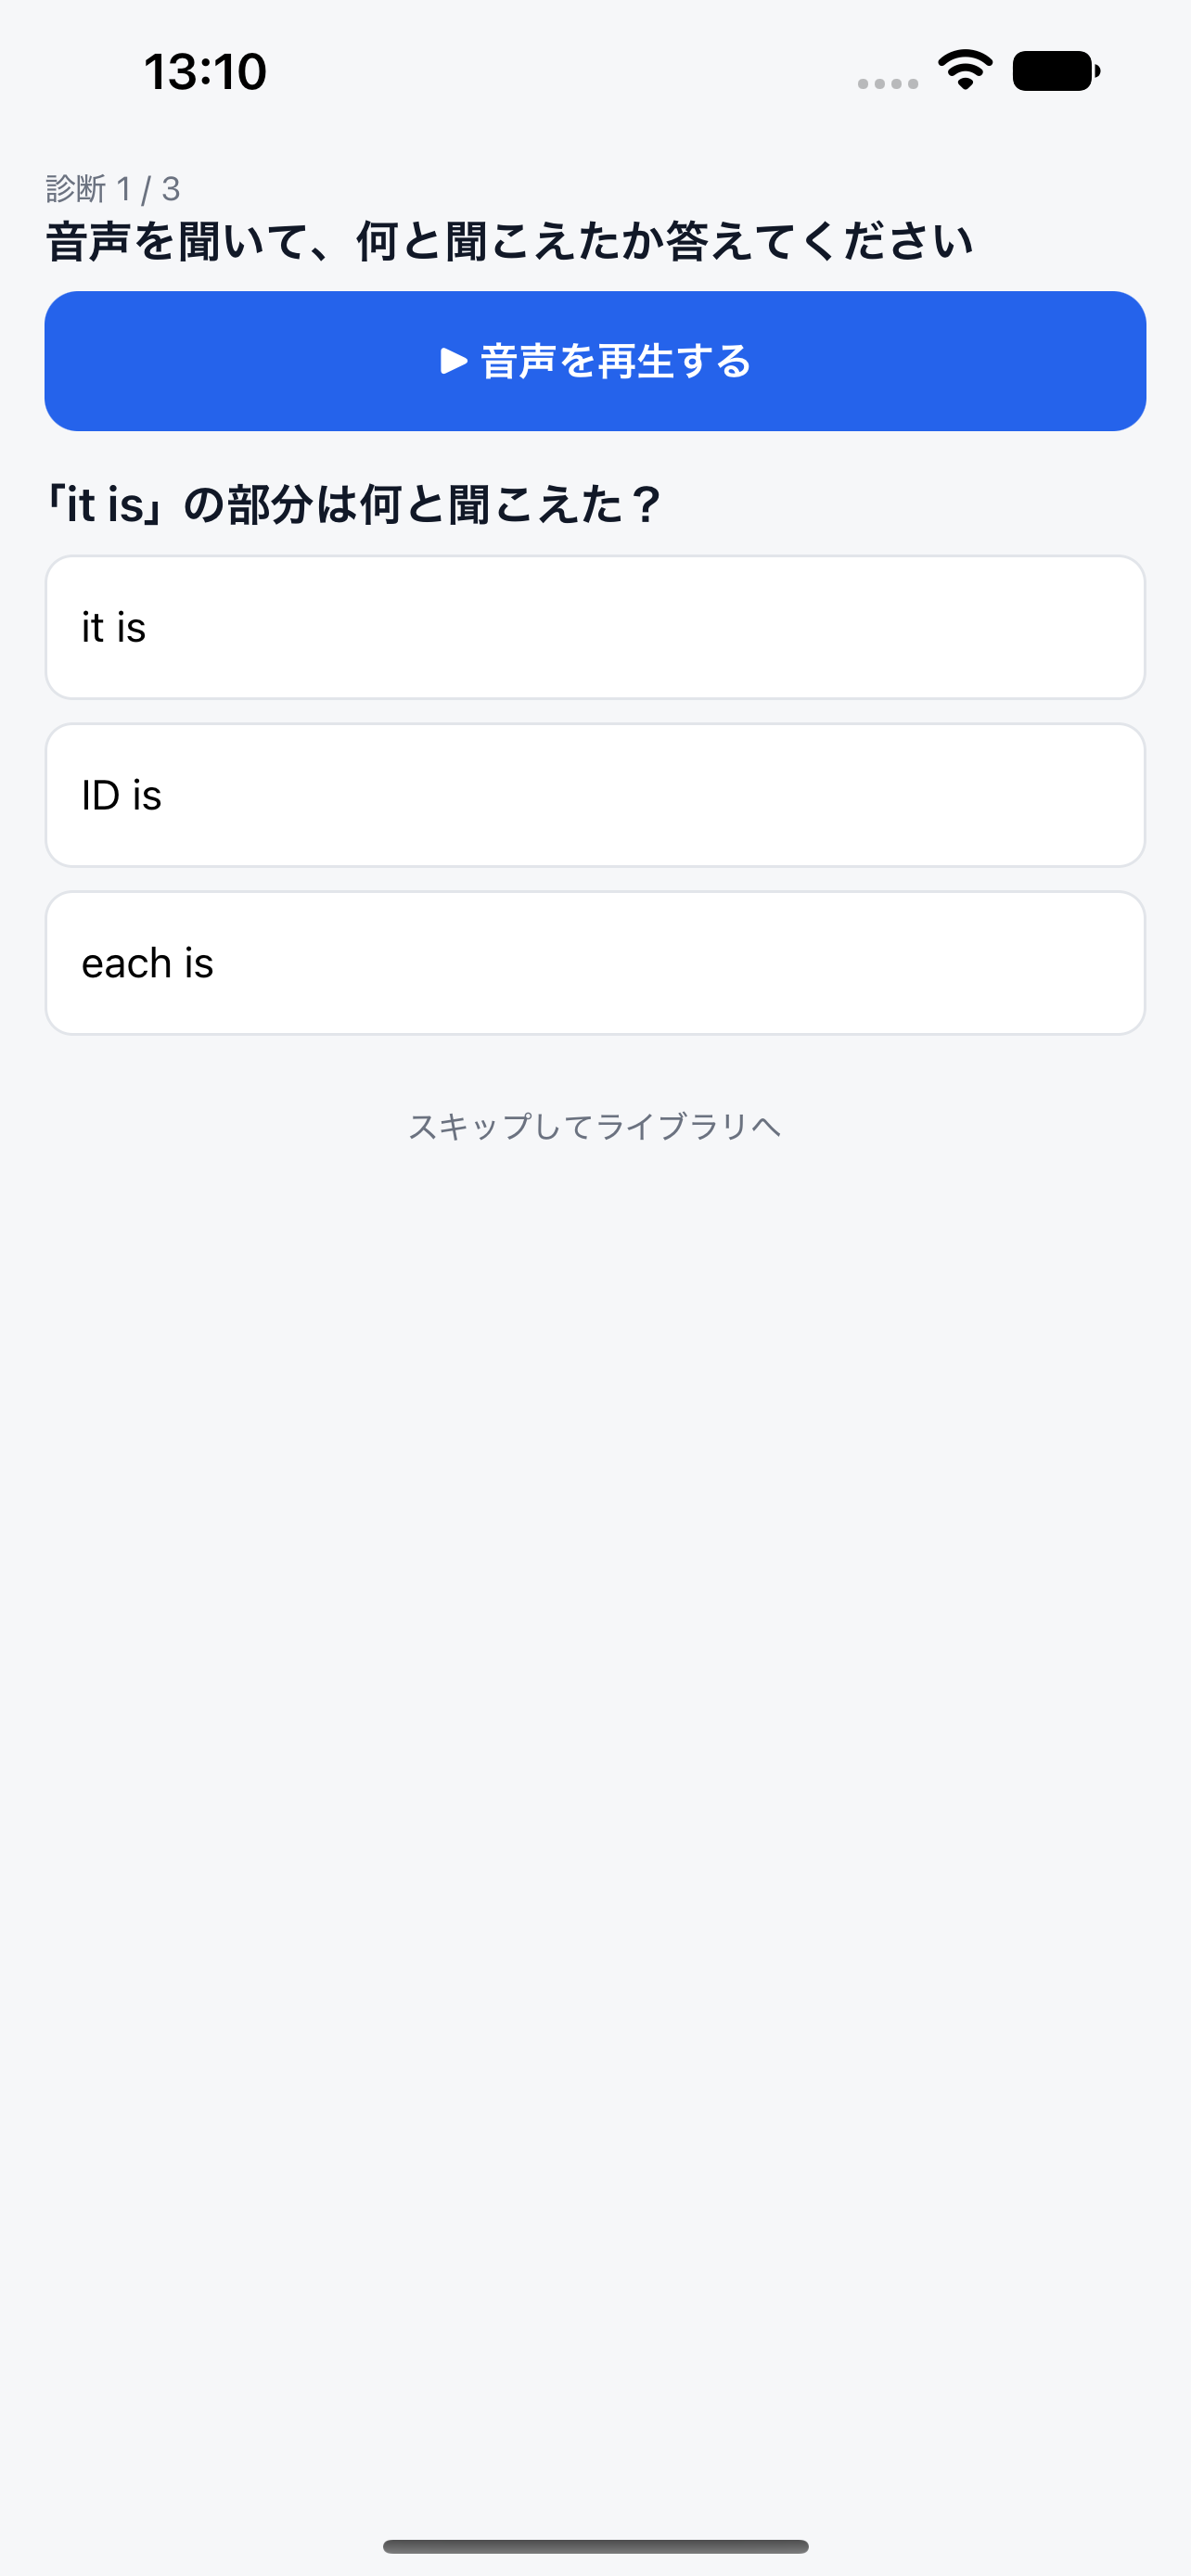 13:10
診断 1 / 3
音声を聞いて、何と聞こえたか答えてください
▶ 音声を再生する
「it is」の部分は何と聞こえた？
it is
ID is
each is
スキップしてライブラリへ